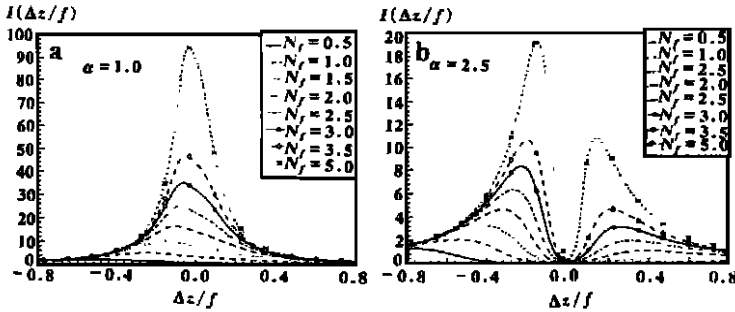 I(Δz/f)
100
90
80
70
60
50
40
30
20
10
0
a
α=1.0
N_f=0.5
N_f=1.0
N_f=1.5
N_f=2.0
N_f=2.5
N_f=3.0
N_f=3.5
N_f=5.0
-0.8 -0.4 0.0 0.4 0.8
Δz/f
I(Δz/f)
20
18
16
14
12
10
8
6
4
2
0
b
α=2.5
N_f=0.5
N_f=1.0
N_f=2.5
N_f=2.0
N_f=2.5
N_f=3.0
N_f=3.5
N_f=5.0
-0.8 -0.4 0.0 0.4 0.8
Δz/f